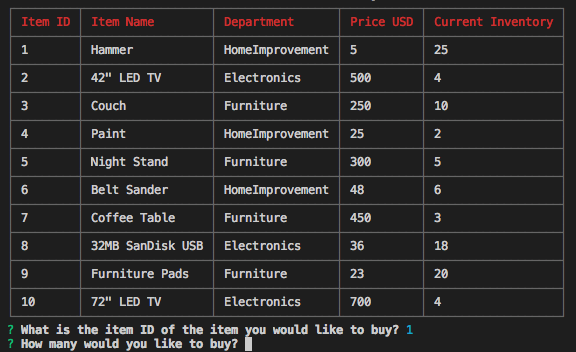 Item ID Item Name Department Price USD Current Inventory
1 Hammer HomeImprovement 5 25
2 42" LED TV Electronics 500 4
3 Couch Furniture 250 10
4 Paint HomeImprovement 25 2
5 Night Stand Furniture 300 5
6 Belt Sander HomeImprovement 48 6
7 Coffee Table Furniture 450 3
8 32MB SanDisk USB Electronics 36 18
9 Furniture Pads Furniture 23 20
10 72" LED TV Electronics 700 4
? What is the item ID of the item you would like to buy? 1
? How many would you like to buy?